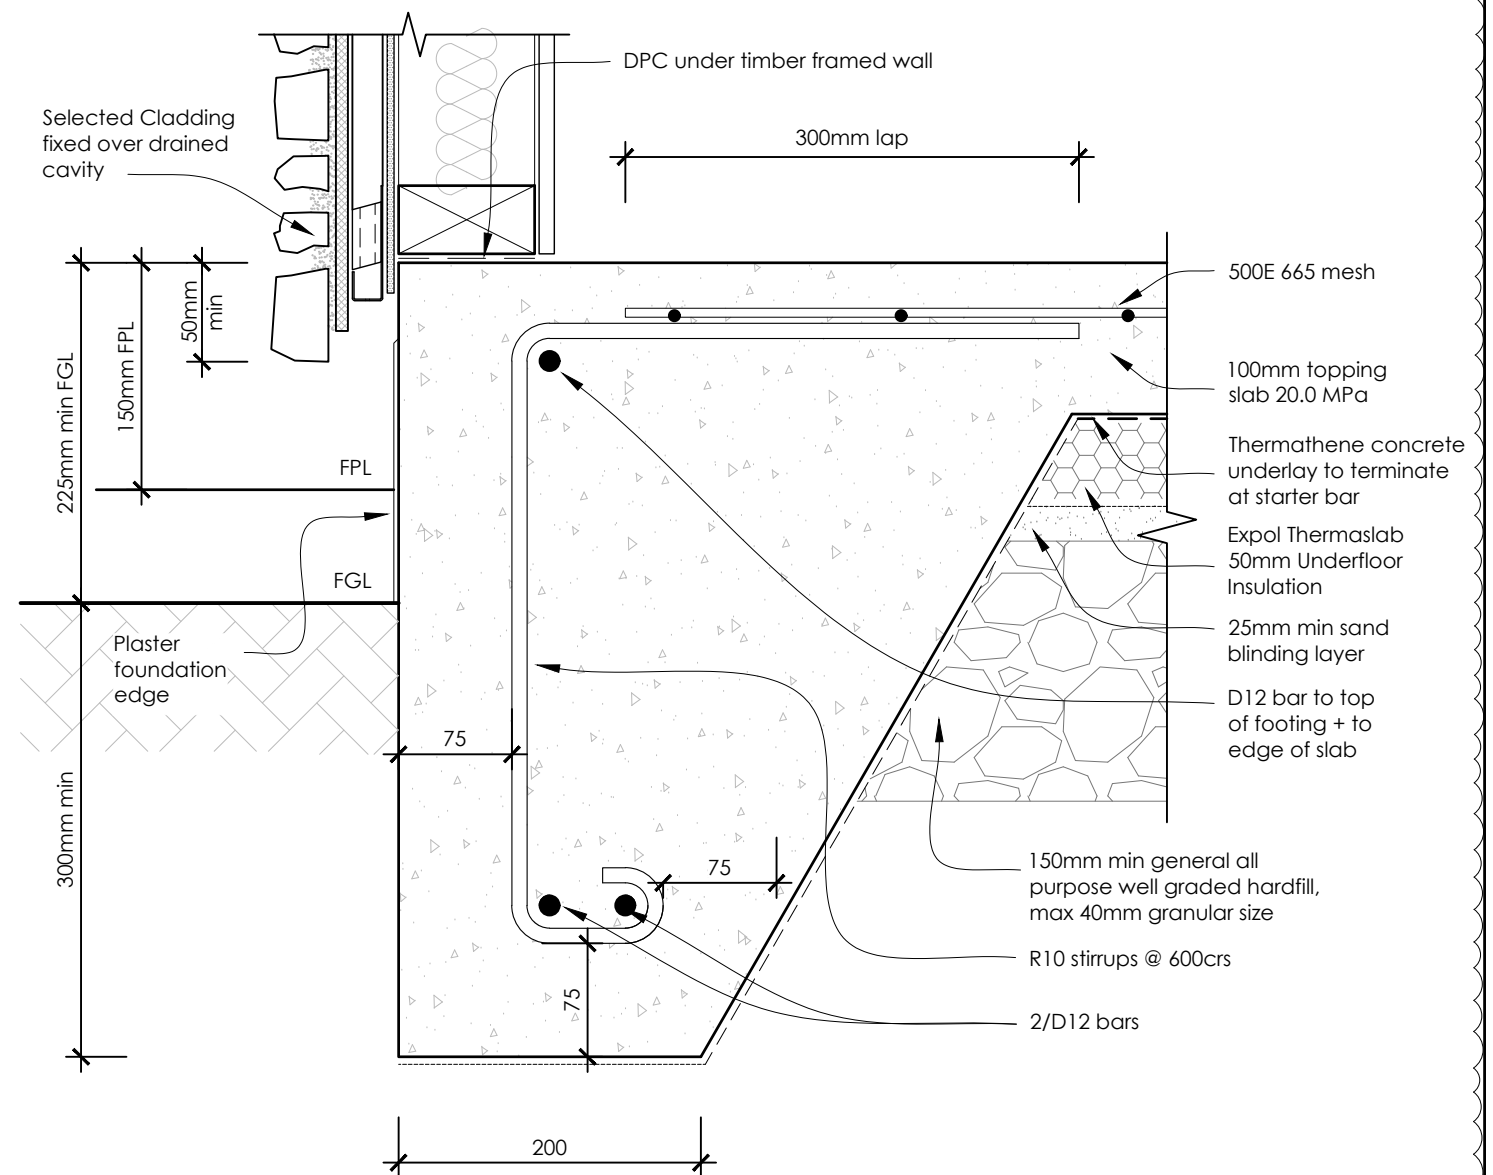 DPC under timber framed wall
Selected Cladding
fixed over drained
cavity
300mm lap
500E 665 mesh
50mm
min
150mm FPL
225mm min FGL
100mm topping
slab 20.0 MPa
FPL
Thermathene concrete
underlay to terminate
at starter bar
Expol Thermaslab
50mm Underfloor
Insulation
FGL
Plaster
foundation
edge
25mm min sand
blinding layer
D12 bar to top
of footing + to
edge of slab
75
300mm min
75
150mm min general all
purpose well graded hardfill,
max 40mm granular size
R10 stirrups @ 600crs
75
2/D12 bars
200